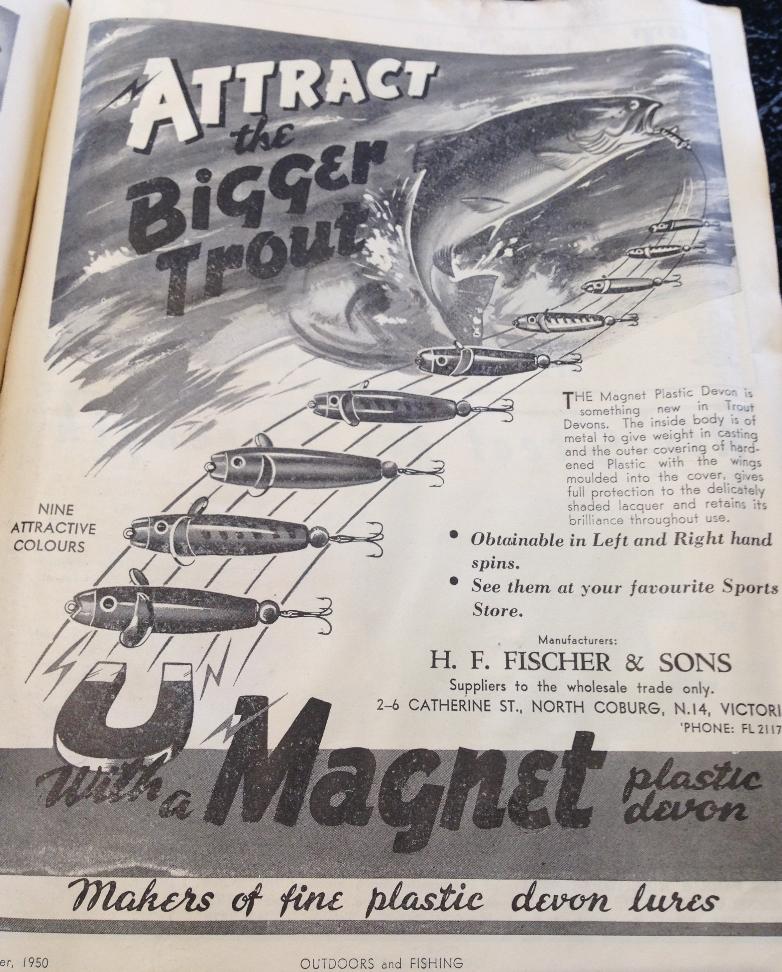 ATTRACT
the
BIGGER
Trout
THE Magnet Plastic Devon is
something new in Trout
Devons. The inside body is of
metal to give weight in casting
and the outer covering of hard-
ened Plastic with the wings
moulded into the cover, gives
full protection to the delicately
shaded lacquer and retains its
brilliance throughout use.
NINE
ATTRACTIVE
COLOURS
• Obtainable in Left and Right hand
spins.
• See them at your favourite Sports
Store.
Manufacturers:
H. F. FISCHER & SONS
Suppliers to the wholesale trade only.
2-6 CATHERINE ST., NORTH COBURG, N.14, VICTORI
'PHONE: FL 2117
With a Magnet plastic
devon
Makers of fine plastic devon lures
er, 1950
OUTDOORS and FISHING